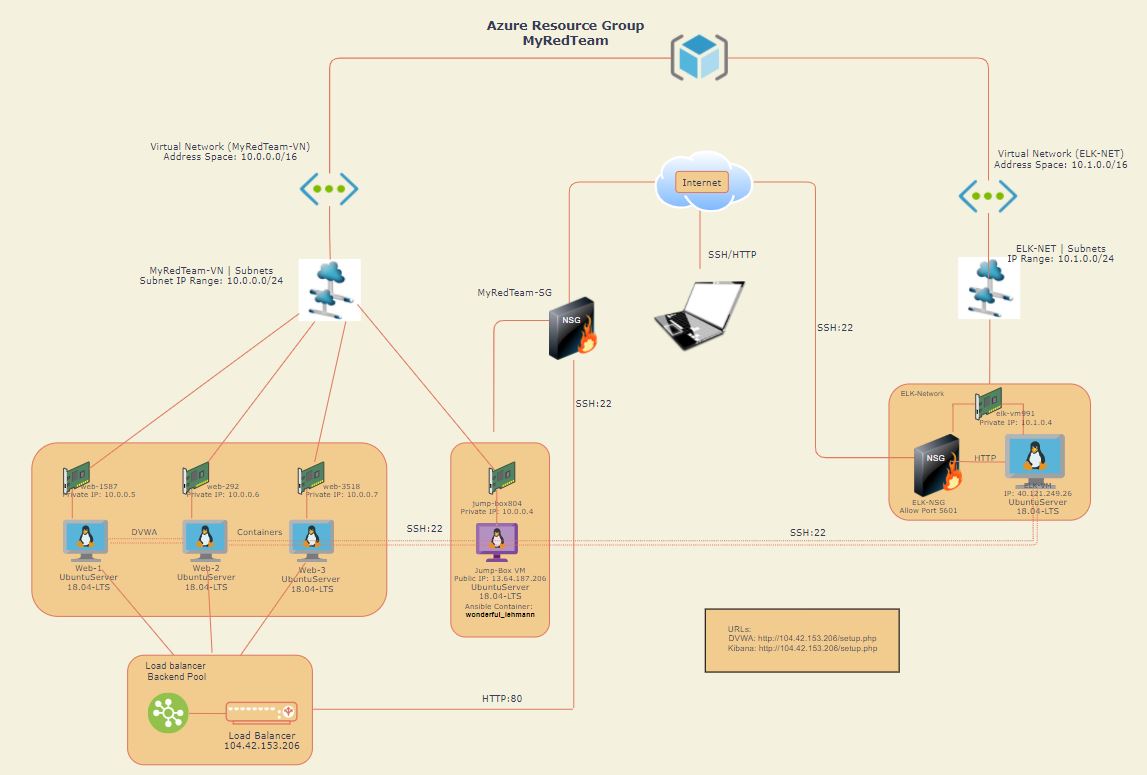 Azure Resource Group
MyRedTeam
Virtual Network (MyRedTeam-VN)
Address Space: 10.0.0.0/16
Virtual Network (ELK-NET)
Address Space: 10.1.0.0/16
Internet
SSH/HTTP
MyRedTeam-VN | Subnets
Subnet IP Range: 10.0.0.0/24
ELK-NET | Subnets
IP Range: 10.1.0.0/24
MyRedTeam-SG
NSG
SSH:22
SSH:22
ELK-Network
elk-vm991
Private IP: 10.1.0.4
NSG
HTTP
ELK-NSG
Allow Port 5601
ELK-VM
IP: 40.121.249.26
UbuntuServer
18.04-LTS
web-1587
Private IP: 10.0.0.5
web-292
Private IP: 10.0.0.6
web-3518
Private IP: 10.0.0.7
jump-box804
Private IP: 10.0.0.4
DVWA
Containers
SSH:22
SSH:22
Web-1
UbuntuServer
18.04-LTS
Web-2
UbuntuServer
18.04-LTS
Web-3
UbuntuServer
18.04-LTS
Jump-Box VM
Public IP: 13.64.187.206
UbuntuServer
18.04-LTS
Ansible Container:
wonderful_lehmann
URLs:
DVWA: http://104.42.153.206/setup.php
Kibana: http://104.42.153.206/setup.php
Load balancer
Backend Pool
HTTP:80
Load Balancer
104.42.153.206